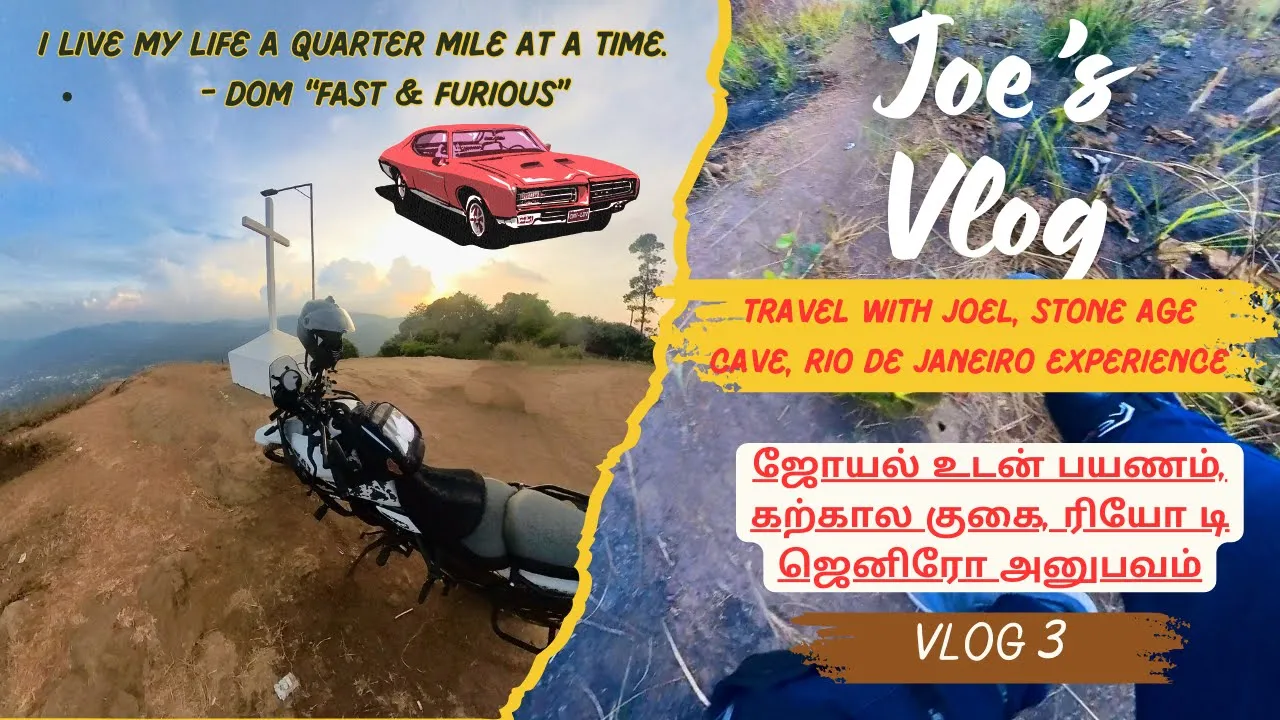 I LIVE MY LIFE A QUARTER MILE AT A TIME.
- DOM "FAST & FURIOUS"
Joe's
Vlog
TRAVEL WITH JOEL, STONE AGE
CAVE, RIO DE JANEIRO EXPERIENCE
ஜோயல் உடன் பயணம்,
கற்கால குகை, ரியோ டி
ஜெனிரோ அனுபவம்
VLOG 3